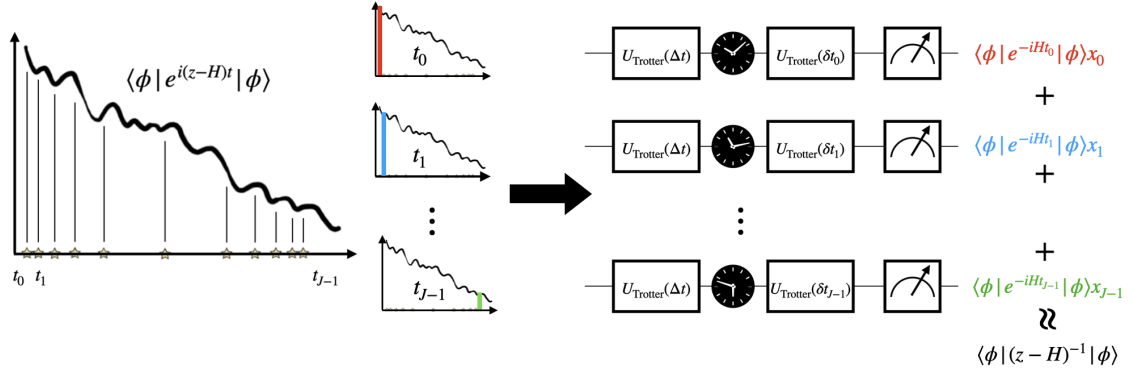 ⟨ϕ|e^{i(z−H)t}|ϕ⟩
t_0 t_1 t_{J−1}
t_0
t_1
⋮
t_{J−1}
U_Trotter(Δt) U_Trotter(δt_0) ⟨ϕ|e^{−iHt_0}|ϕ⟩x_0
+
U_Trotter(Δt) U_Trotter(δt_1) ⟨ϕ|e^{−iHt_1}|ϕ⟩x_1
+
⋮
+
U_Trotter(Δt) U_Trotter(δt_{J−1}) ⟨ϕ|e^{−iHt_{J−1}}|ϕ⟩x_{J−1}
≈
⟨ϕ|(z − H)^{−1}|ϕ⟩